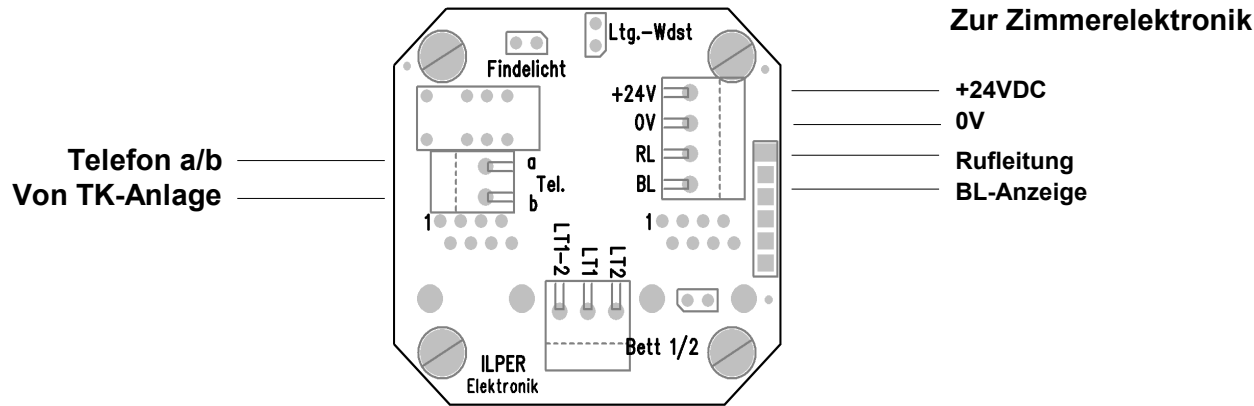 Zur Zimmerelektronik
Ltg.-Wdst
Findelicht
+24V
0V
RL
BL
+24VDC
0V
Rufleitung
BL-Anzeige
Telefon a/b
Von TK-Anlage
a
Tel.
b
1
1
LT1-2
LT1
LT2
Bett 1/2
ILPER
Elektronik